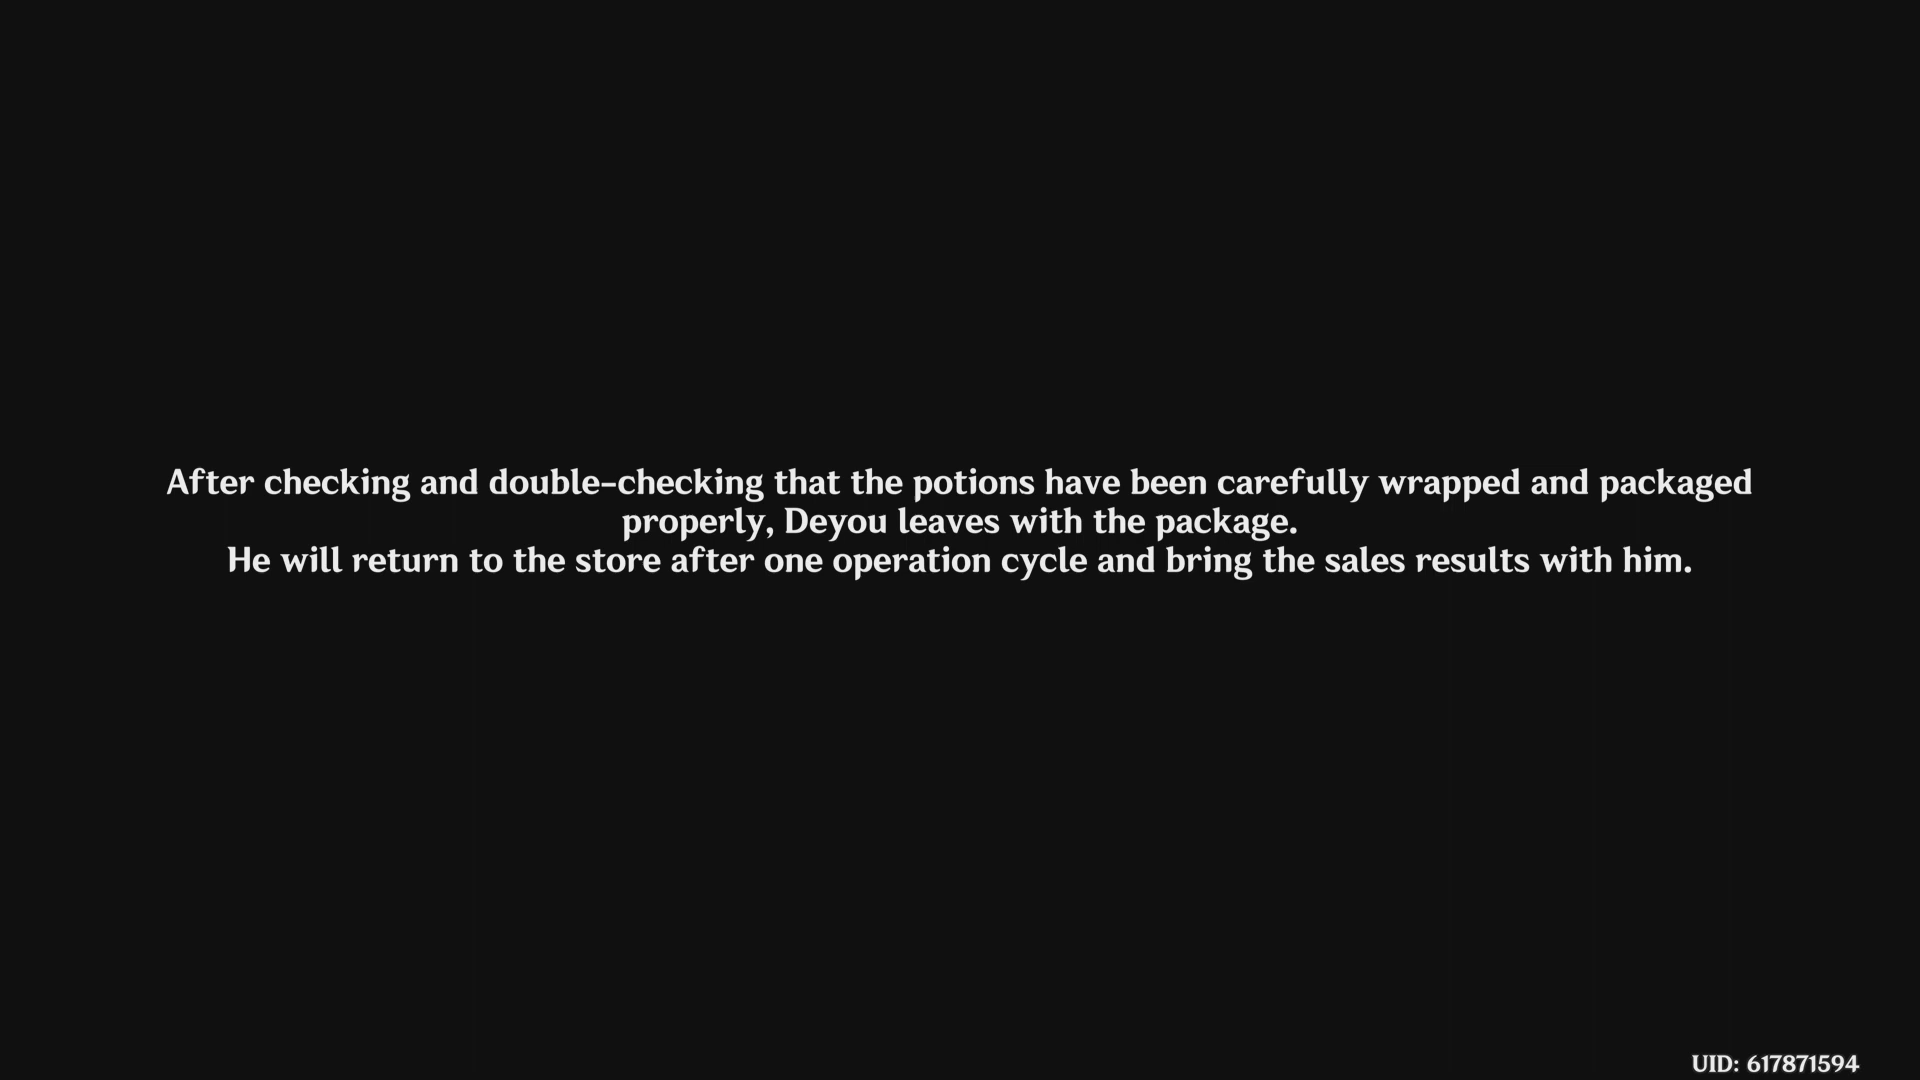 After checking and double-checking that the potions have been carefully wrapped and packaged
properly, Deyou leaves with the package.
He will return to the store after one operation cycle and bring the sales results with him.
UID: 617871594